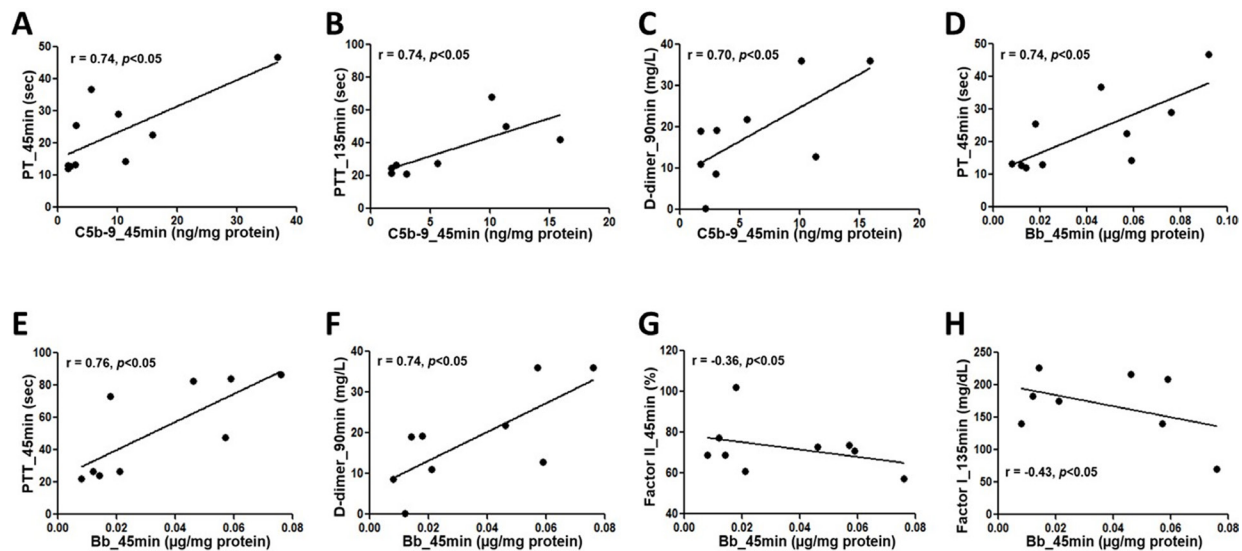 A
r = 0.74, p<0.05
PT_45min (sec)
50
40
30
20
10
0
0 10 20 30 40
C5b-9_45min (ng/mg protein)
B
r = 0.74, p<0.05
PTT_135min (sec)
100
80
60
40
20
0
0 5 10 15 20
C5b-9_45min (ng/mg protein)
C
r = 0.70, p<0.05
D-dimer_90min (mg/L)
40
30
20
10
0
0 5 10 15 20
C5b-9_45min (ng/mg protein)
D
r = 0.74, p<0.05
PT_45min (sec)
50
40
30
20
10
0
0.00 0.02 0.04 0.06 0.08 0.10
Bb_45min (µg/mg protein)
E
r = 0.76, p<0.05
PTT_45min (sec)
100
80
60
40
20
0
0.00 0.02 0.04 0.06 0.08
Bb_45min (µg/mg protein)
F
r = 0.74, p<0.05
D-dimer_90min (mg/L)
40
30
20
10
0
0.00 0.02 0.04 0.06 0.08
Bb_45min (µg/mg protein)
G
r = -0.36, p<0.05
Factor II_45min (%)
120
100
80
60
40
0.00 0.02 0.04 0.06 0.08
Bb_45min (µg/mg protein)
H
Factor I_135min (mg/dL)
250
200
150
100
50
0
r = -0.43, p<0.05
0.00 0.02 0.04 0.06 0.08
Bb_45min (µg/mg protein)